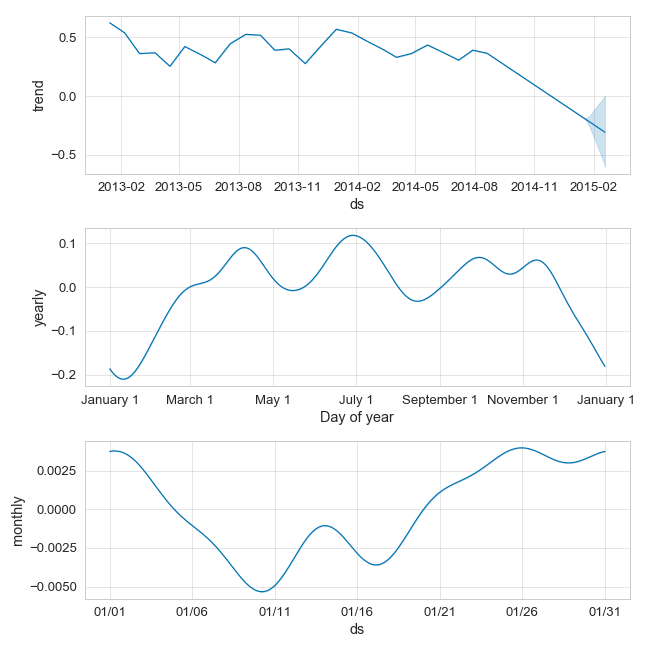 trend
0.5
0.0
−0.5
2013-02 2013-05 2013-08 2013-11 2014-02 2014-05 2014-08 2014-11 2015-02
ds
yearly
0.1
0.0
−0.1
−0.2
January 1 March 1 May 1 July 1 September 1 November 1 January 1
Day of year
monthly
0.0025
0.0000
−0.0025
−0.0050
01/01 01/06 01/11 01/16 01/21 01/26 01/31
ds